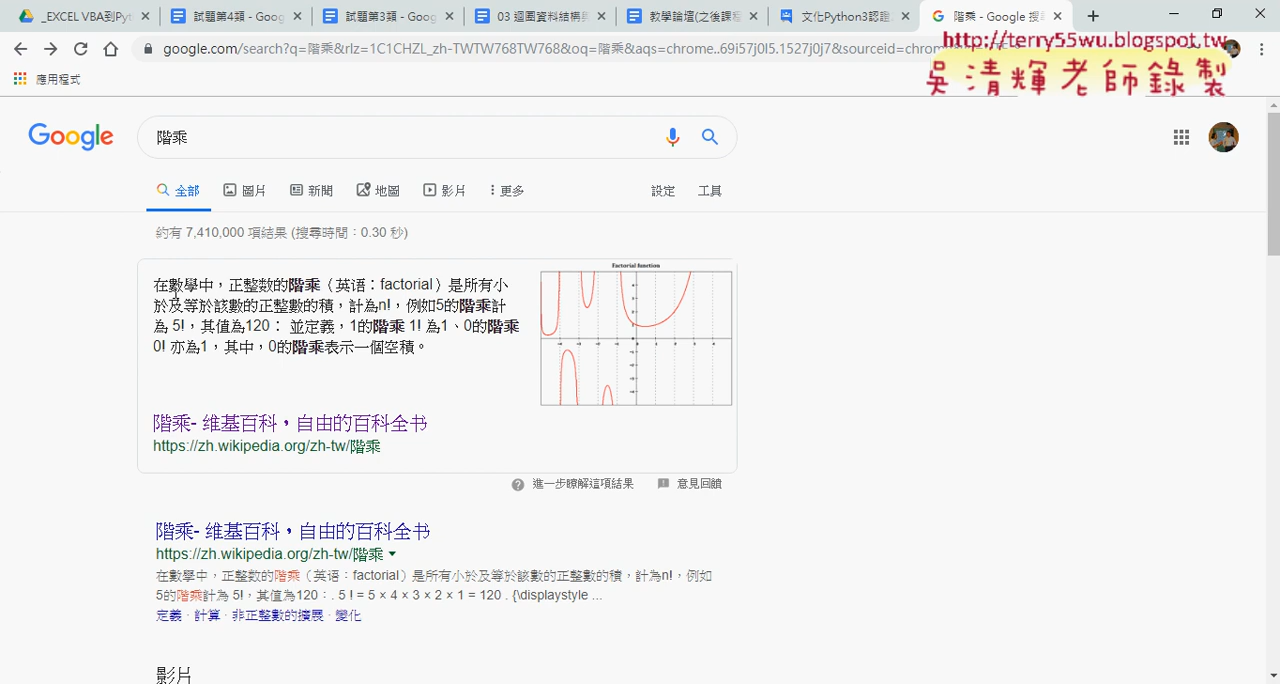 _EXCEL VBA到Pyt
試題第4套 - Goog
試題第3類 - Goog
03 迴圈資料結構與
教學論壇(之後課程
文化Python3認證
階乘 - Google 搜尋
google.com/search?q=階乘&rlz=1C1CHZL_zh-TWTW768TW768&oq=階乘&aqs=chrome..69i57j0l5.1527j0j7&sourceid=chrom
http://terry55wu.blogspot.tw
吳清輝老師錄製
應用程式
Google
階乘
全部 圖片 新聞 地圖 影片 更多 設定 工具
約有 7,410,000 項結果 (搜尋時間：0.30 秒)
在數學中，正整数的階乘（英语：factorial）是所有小
於及等於該數的正整數的積，計為n!，例如5的階乘計
為 5!，其值為120： 並定義，1的階乘 1! 為1、0的階乘
0! 亦為1，其中，0的階乘表示一個空積。
Factorial function
階乘- 维基百科，自由的百科全书
https://zh.wikipedia.org/zh-tw/階乘
進一步瞭解這項結果 意見回饋
階乘- 维基百科，自由的百科全书
https://zh.wikipedia.org/zh-tw/階乘
在數學中，正整数的階乘（英语：factorial）是所有小於及等於該數的正整數的積，計為n!，例如
5的階乘計為 5!，其值為120：. 5 ! = 5 × 4 × 3 × 2 × 1 = 120 . {\displaystyle ...
定義 · 計算 · 非正整數的擴展 · 變化
影片